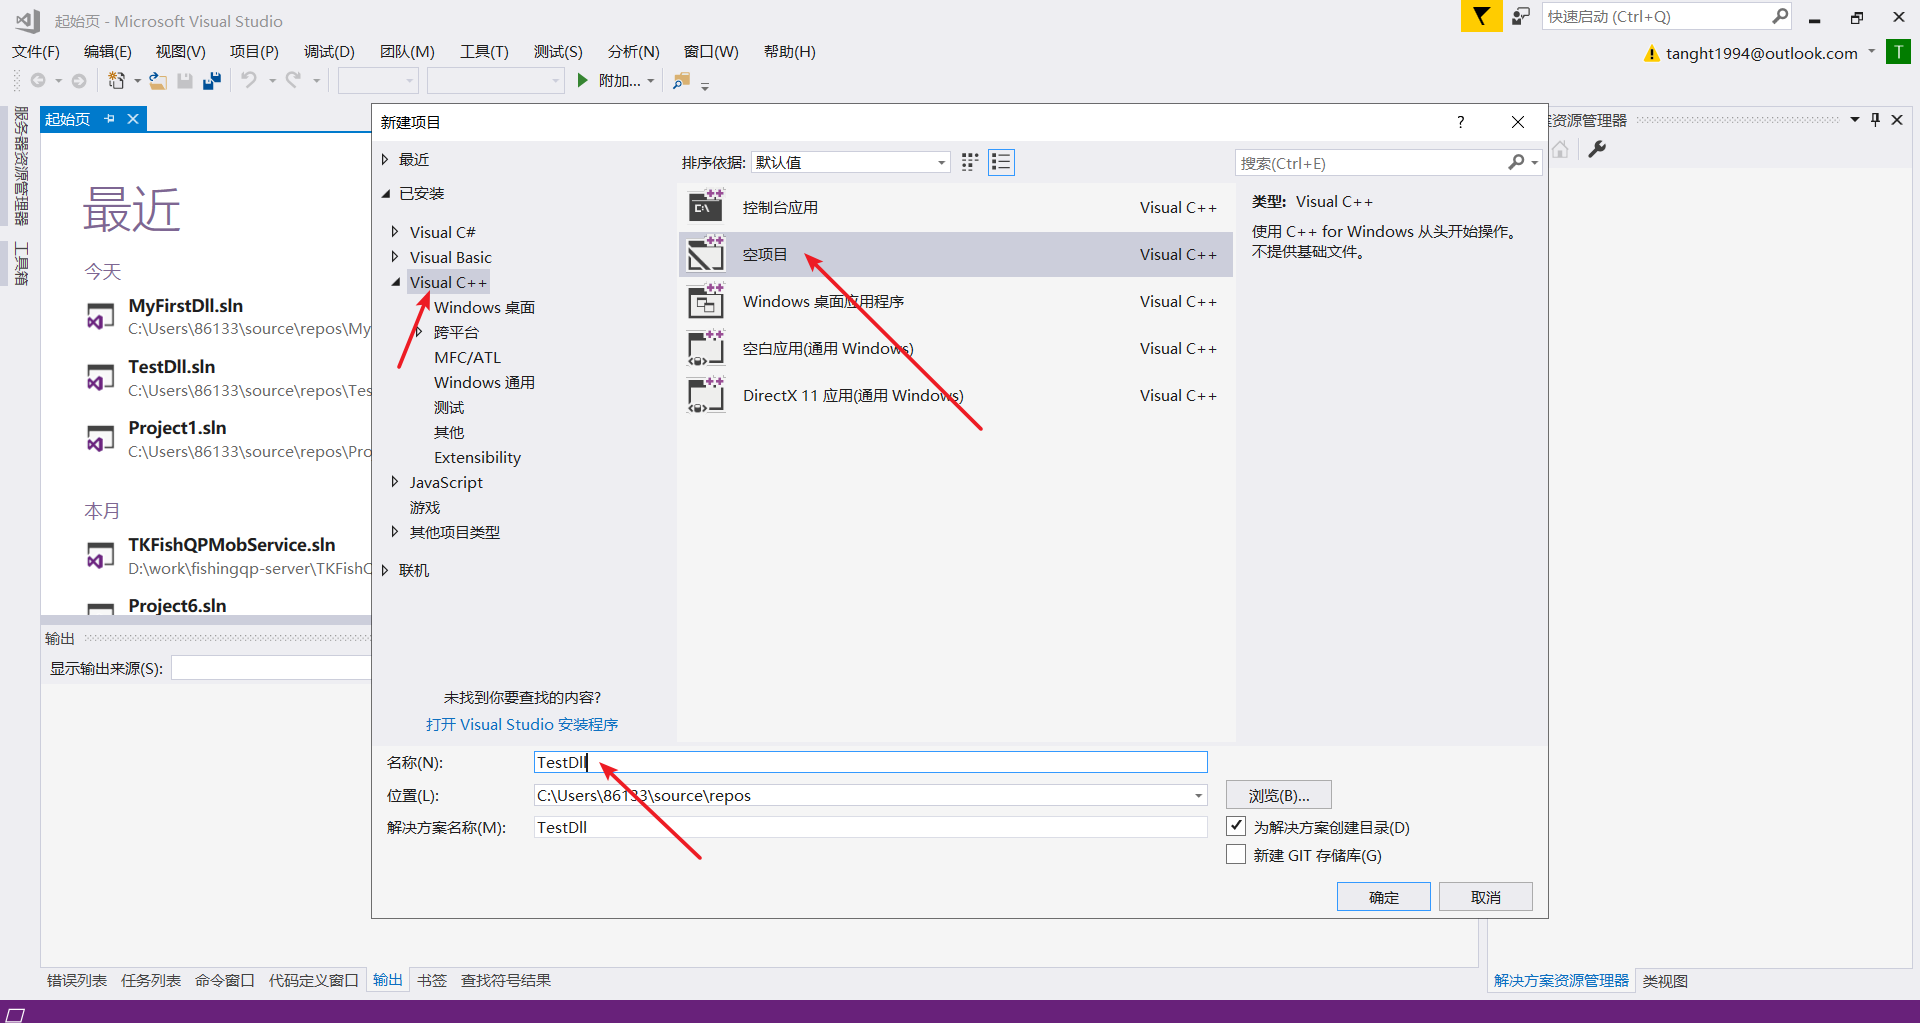 起始页 - Microsoft Visual Studio
快速启动 (Ctrl+Q)
文件(F) 编辑(E) 视图(V) 项目(P) 调试(D) 团队(M) 工具(T) 测试(S) 分析(N) 窗口(W) 帮助(H)
tanght1994@outlook.com T
附加...
服务器资源管理器
工具箱
起始页
最近
今天
MyFirstDll.sln
C:\Users\86133\source\repos\My
TestDll.sln
C:\Users\86133\source\repos\Tes
Project1.sln
C:\Users\86133\source\repos\Pro
本月
TKFishQPMobService.sln
D:\work\fishingqp-server\TKFishC
Project6.sln
输出
显示输出来源(S):
新建项目
?
最近
已安装
Visual C#
Visual Basic
Visual C++
Windows 桌面
跨平台
MFC/ATL
Windows 通用
测试
其他
Extensibility
JavaScript
游戏
其他项目类型
联机
未找到你要查找的内容?
打开 Visual Studio 安装程序
排序依据: 默认值
控制台应用 Visual C++
空项目 Visual C++
Windows 桌面应用程序 Visual C++
空白应用(通用 Windows) Visual C++
DirectX 11 应用(通用 Windows) Visual C++
搜索(Ctrl+E)
类型: Visual C++
使用 C++ for Windows 从头开始操作。
不提供基础文件。
名称(N): TestDll
位置(L): C:\Users\86133\source\repos
浏览(B)...
解决方案名称(M): TestDll
为解决方案创建目录(D)
新建 GIT 存储库(G)
确定 取消
资源管理器
错误列表 任务列表 命令窗口 代码定义窗口 输出 书签 查找符号结果
解决方案资源管理器 类视图